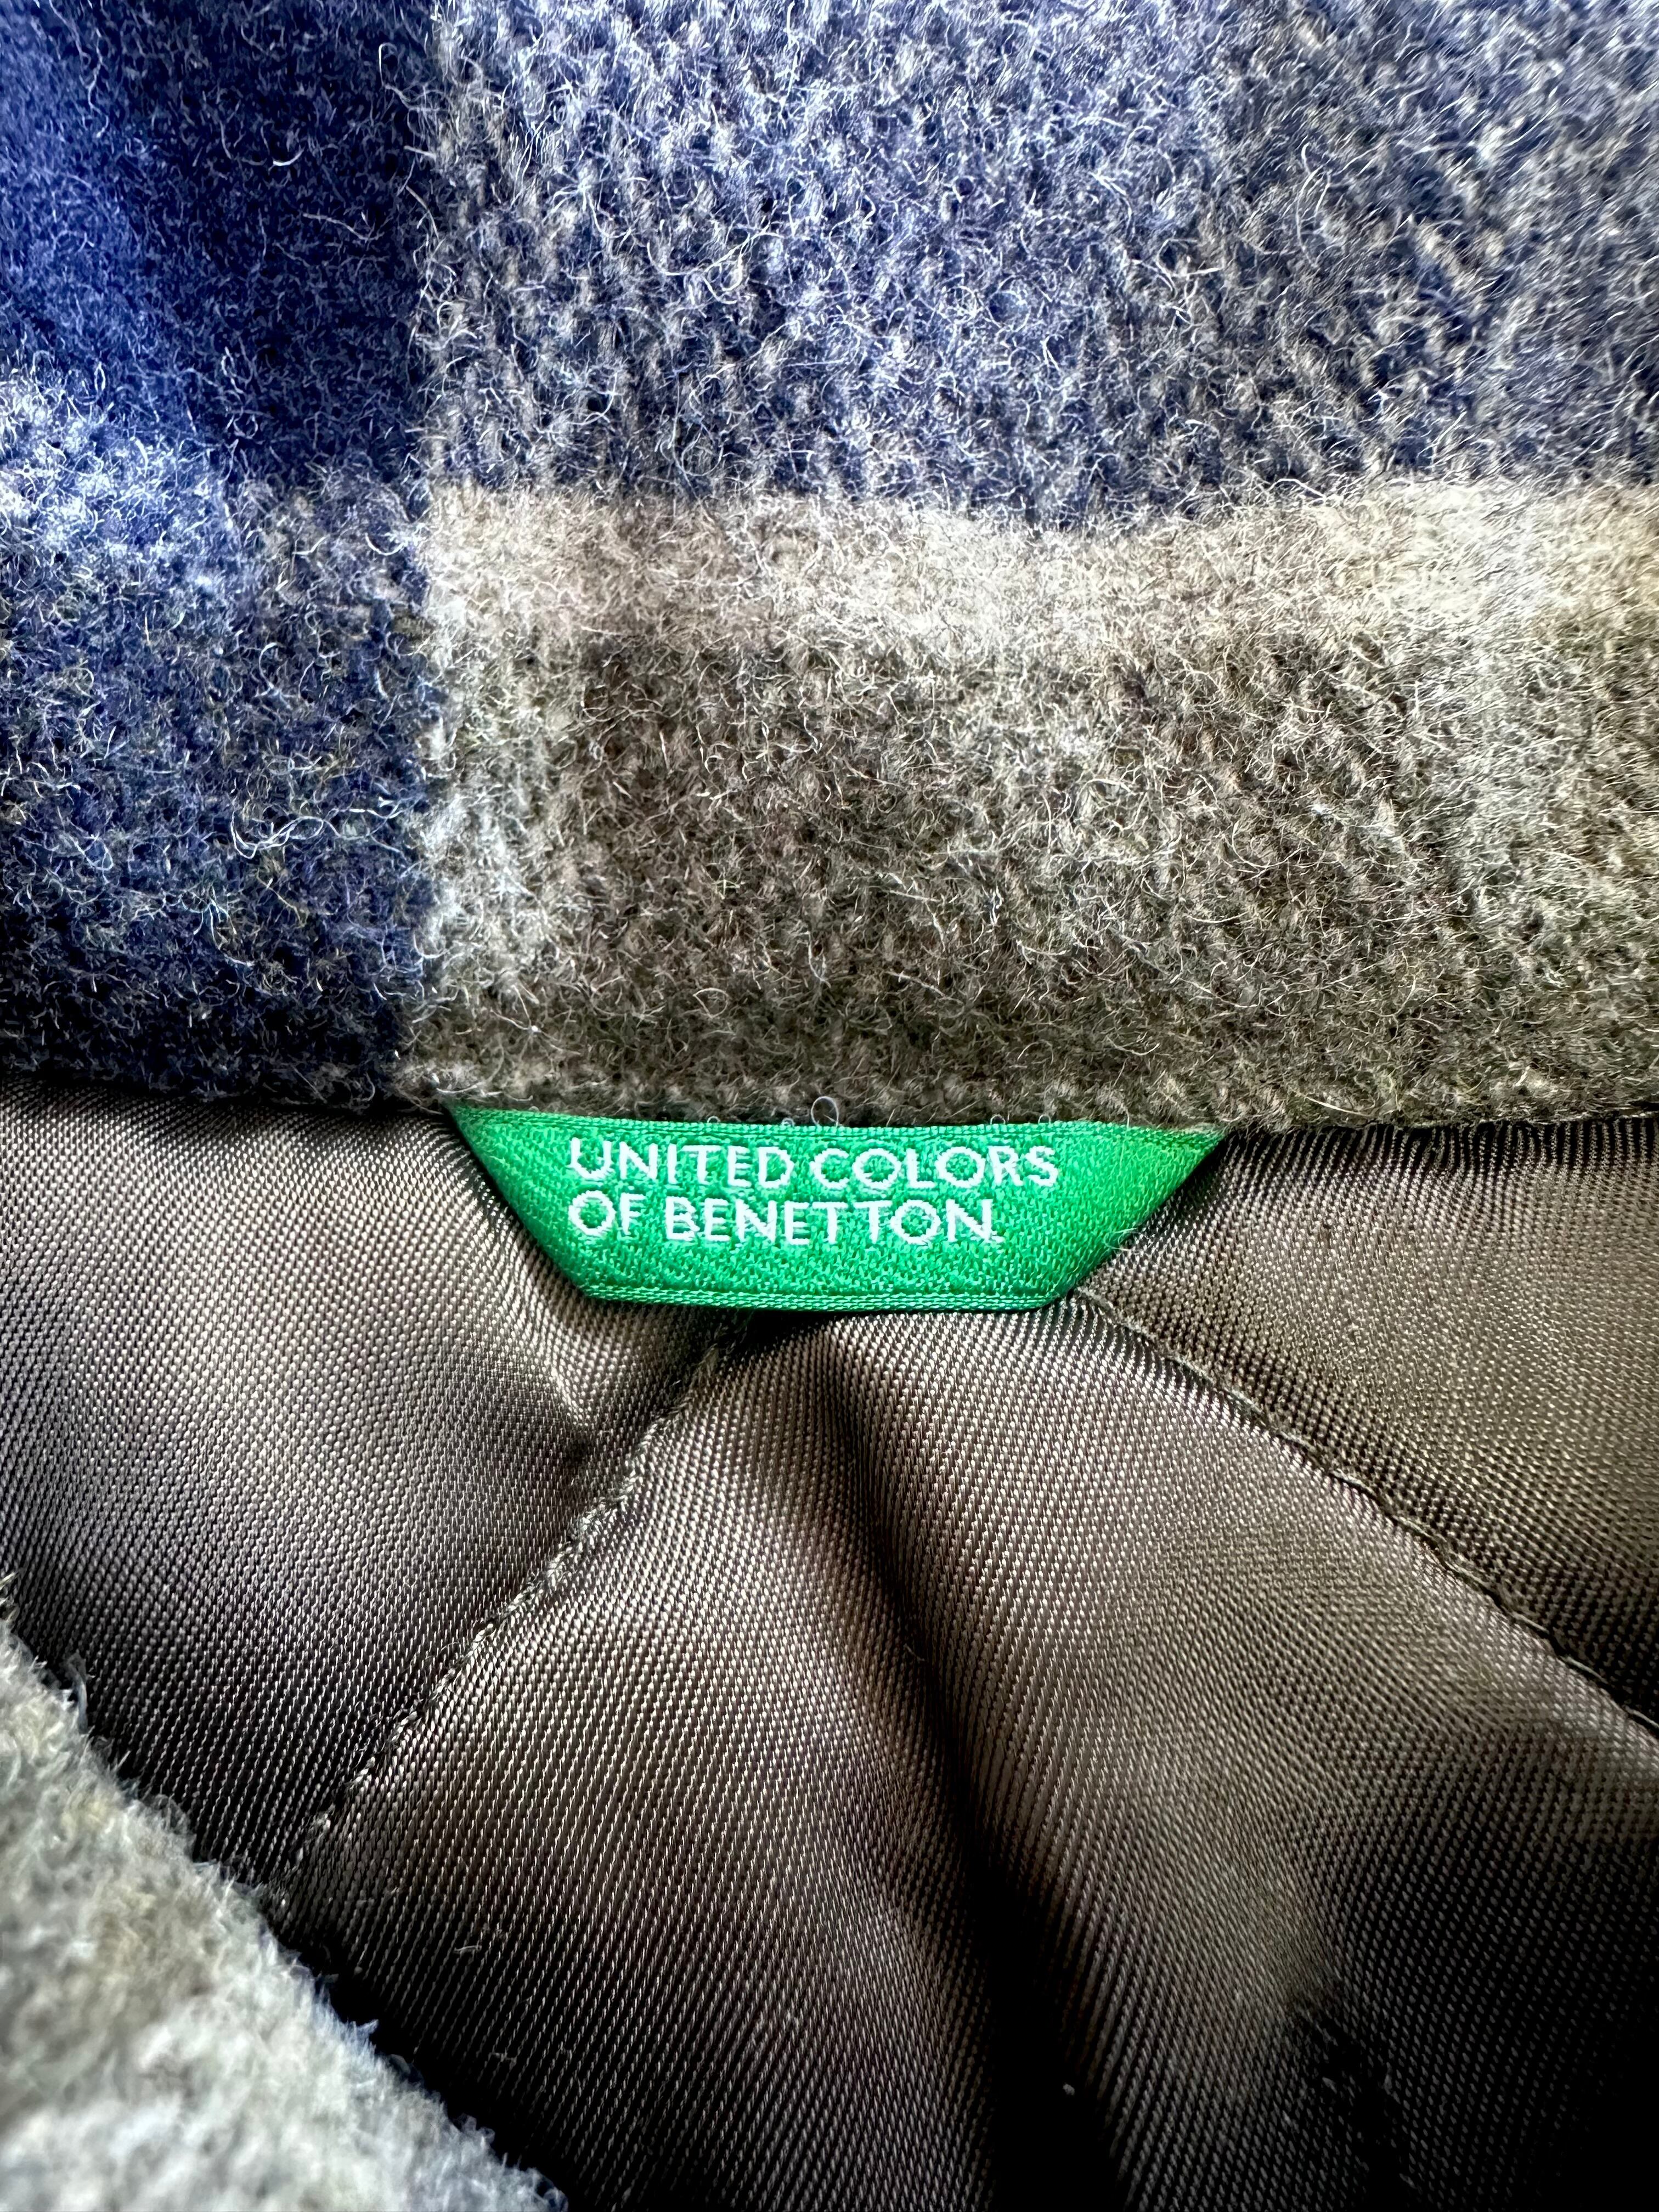 UNITED COLORS
OF BENETTON.